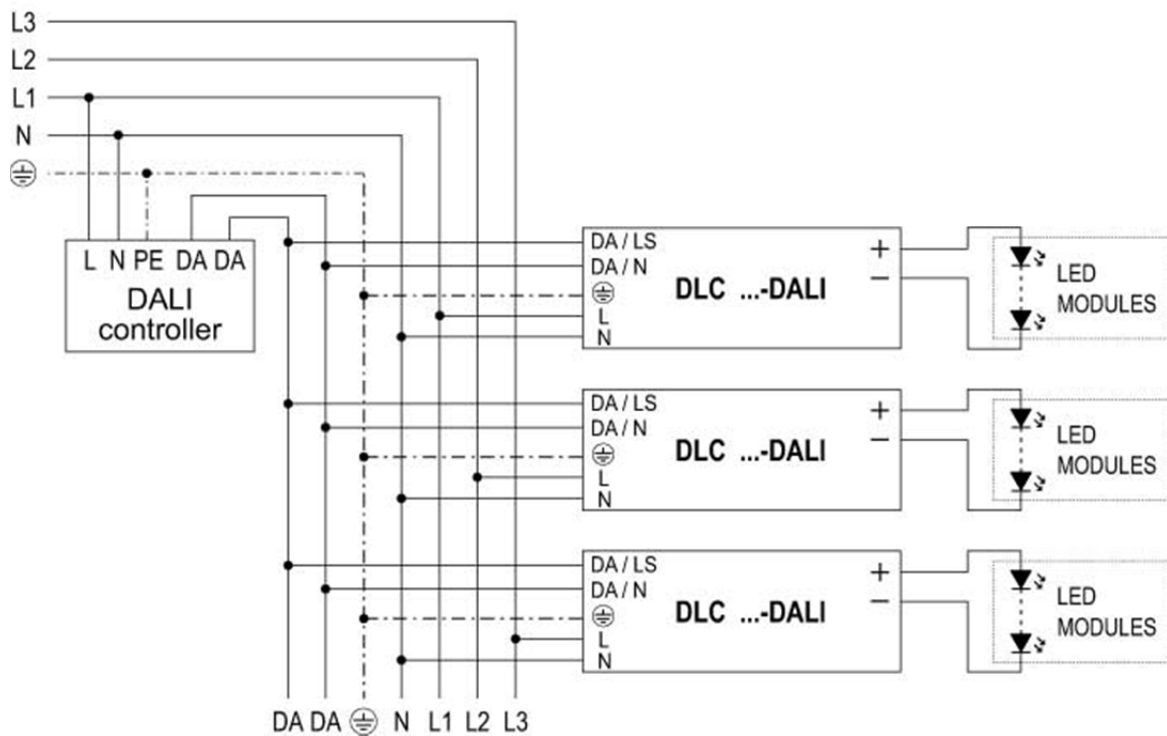 L3
L2
L1
N
L N PE DA DA
DALI
controller
DA / LS
DA / N
L
N
DLC ...-DALI
+
−
LED
MODULES
DA / LS
DA / N
L
N
DLC ...-DALI
+
−
LED
MODULES
DA / LS
DA / N
L
N
DLC ...-DALI
+
−
LED
MODULES
DA DA N L1 L2 L3